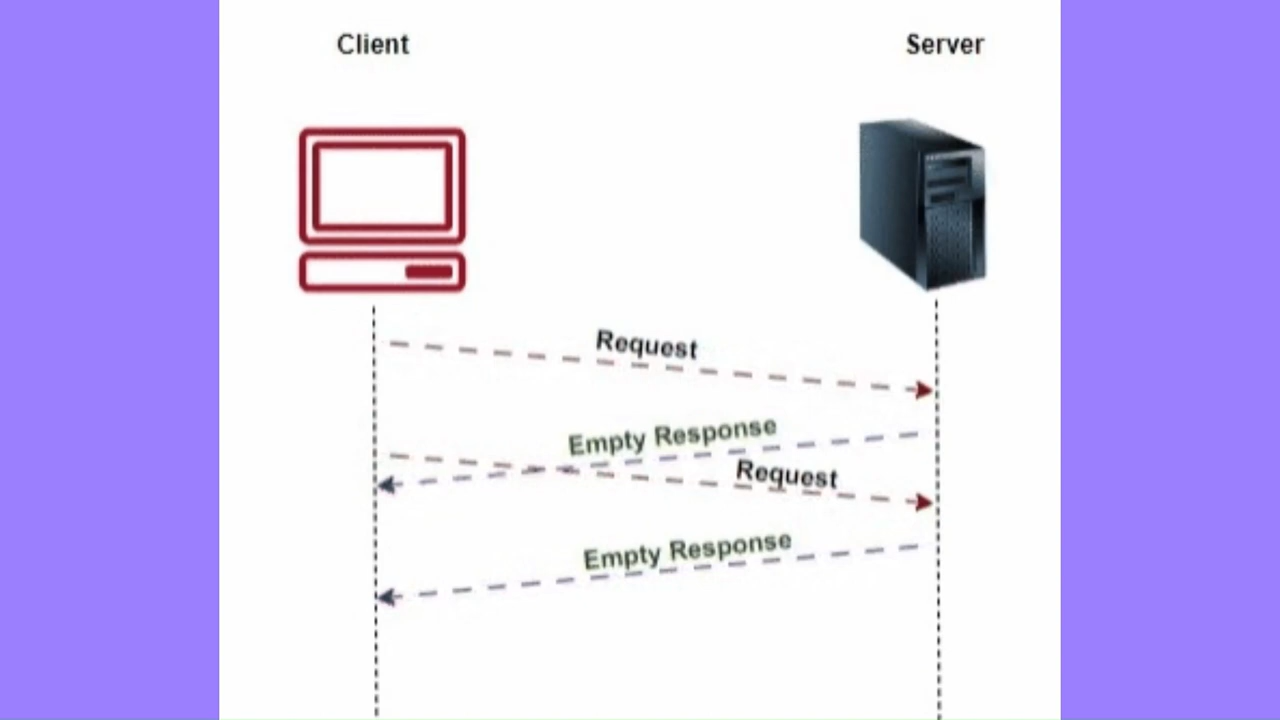 Client
Server
Request
Empty Response
Request
Empty Response